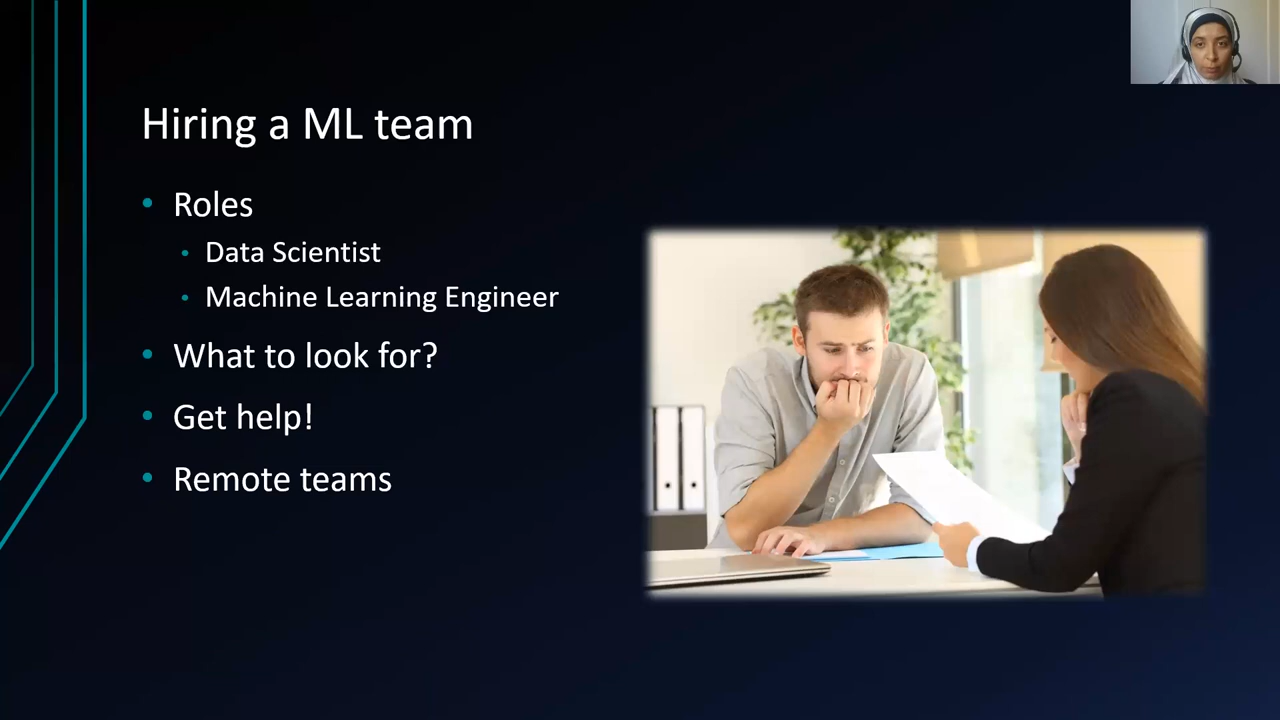 Hiring a ML team
• Roles
• Data Scientist
• Machine Learning Engineer
• What to look for?
• Get help!
• Remote teams